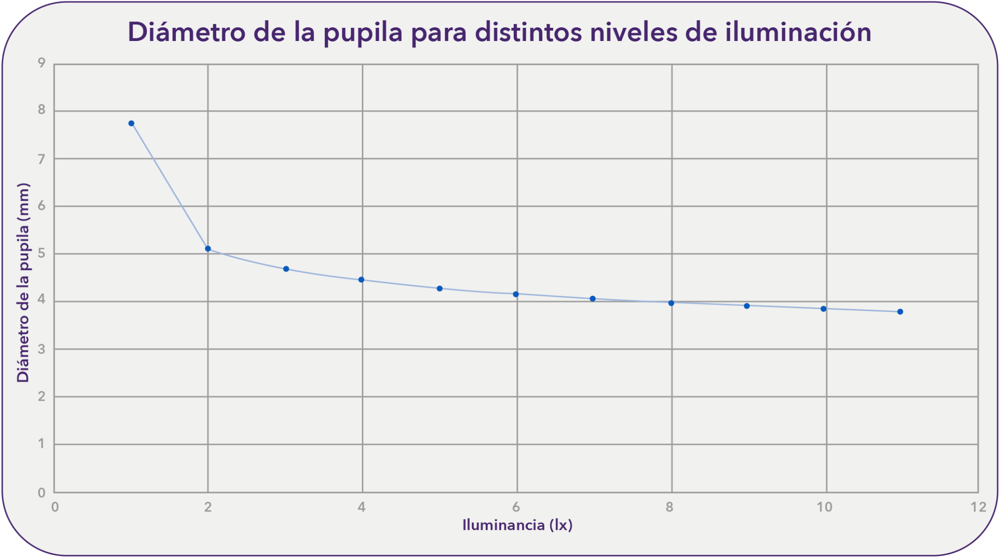 Diámetro de la pupila para distintos niveles de iluminación
Diámetro de la pupila (mm)
9
8
7
6
5
4
3
2
1
0
0 2 4 6 8 10 12
Iluminancia (lx)